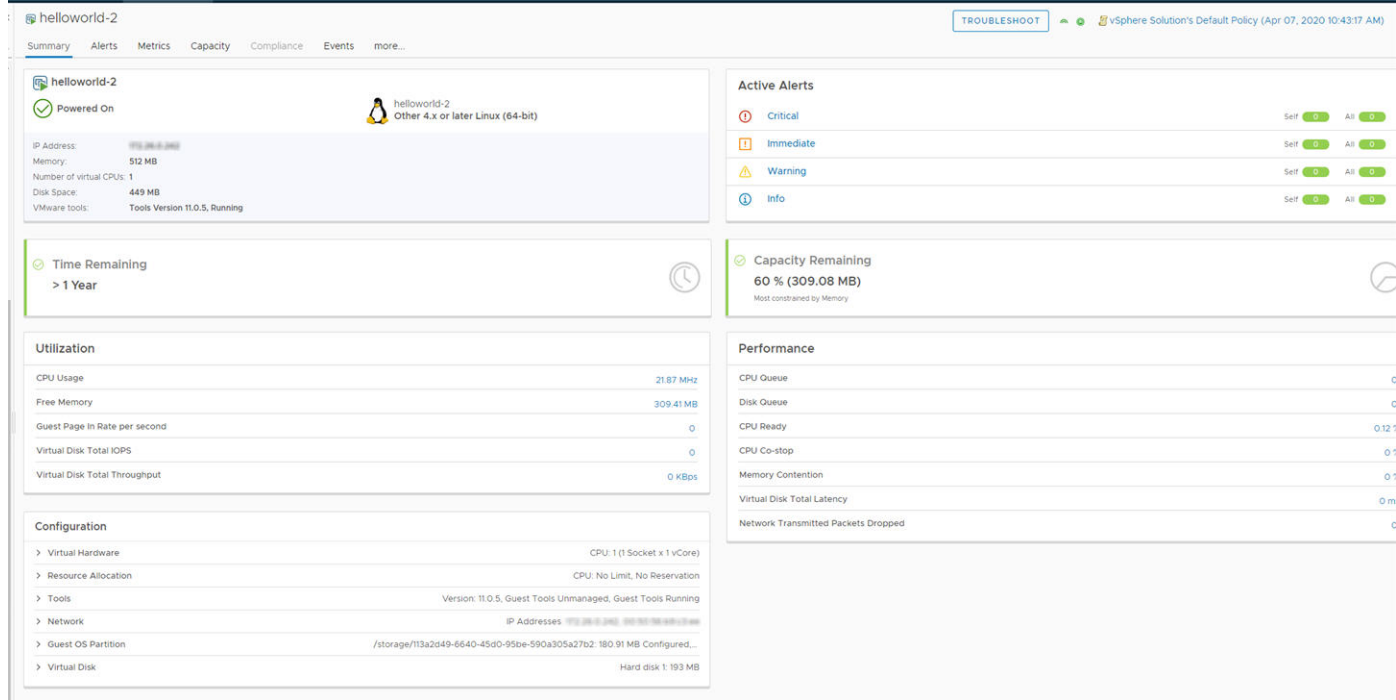 helloworld-2
TROUBLESHOOT
vSphere Solution's Default Policy (Apr 07, 2020 10:43:17 AM)
Summary Alerts Metrics Capacity Compliance Events more...
helloworld-2
Powered On
helloworld-2
Other 4.x or later Linux (64-bit)
IP Address:
Memory: 512 MB
Number of virtual CPUs: 1
Disk Space: 449 MB
VMware tools: Tools Version 11.0.5, Running
Active Alerts
Critical Self 0 All 0
Immediate Self 0 All 0
Warning Self 0 All 0
Info Self 0 All 0
Time Remaining
> 1 Year
Capacity Remaining
60 % (309.08 MB)
Most constrained by Memory
Utilization
CPU Usage 21.87 MHz
Free Memory 309.41 MB
Guest Page In Rate per second 0
Virtual Disk Total IOPS 0
Virtual Disk Total Throughput 0 KBps
Performance
CPU Queue 0
Disk Queue 0
CPU Ready 0.12 %
CPU Co-stop 0 %
Memory Contention 0 %
Virtual Disk Total Latency 0 m
Network Transmitted Packets Dropped 0
Configuration
> Virtual Hardware CPU: 1 (1 Socket x 1 vCore)
> Resource Allocation CPU: No Limit, No Reservation
> Tools Version: 11.0.5, Guest Tools Unmanaged, Guest Tools Running
> Network IP Addresses
> Guest OS Partition /storage/113a2d49-6640-45d0-95be-590a305a27b2: 180.91 MB Configured,...
> Virtual Disk Hard disk 1: 193 MB